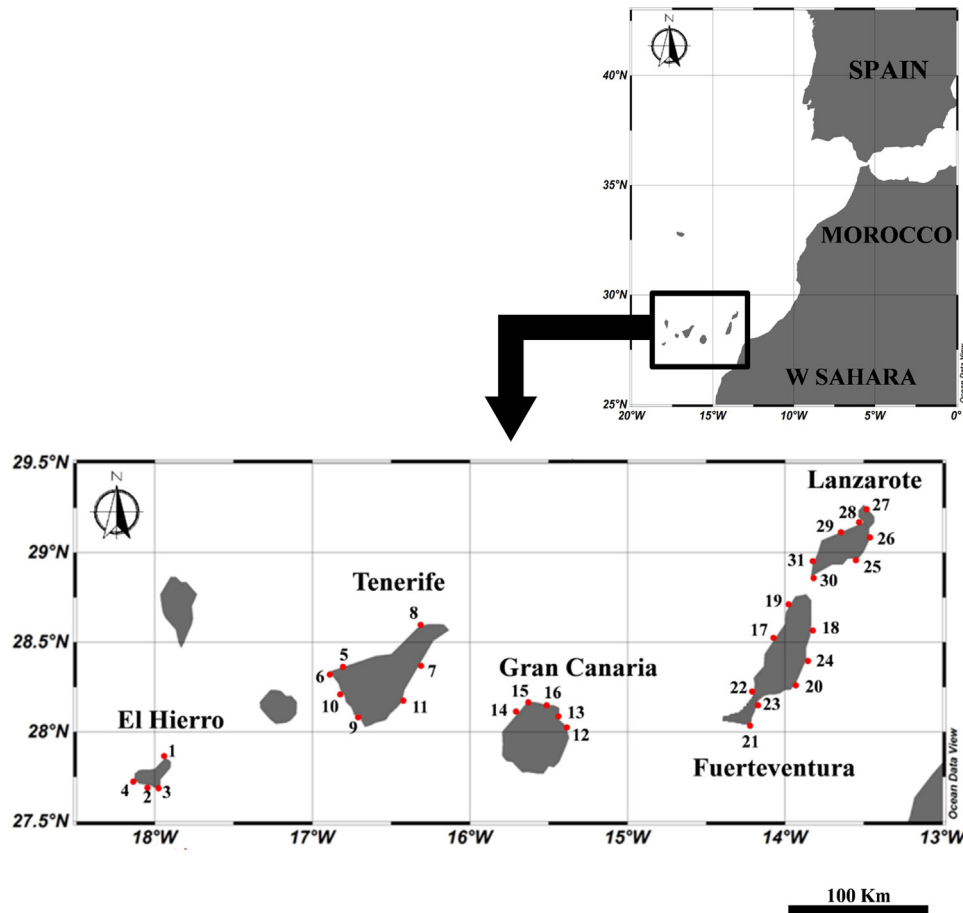 N
40°N
SPAIN
35°N
MOROCCO
30°N
W SAHARA
25°N
20°W 15°W 10°W 5°W 0°
Ocean Data View
29.5°N
N
Lanzarote
27
28
29
26
29°N
31
25
30
Tenerife
19
8
18
28.5°N
17
5
Gran Canaria
7
24
6
15
16
22
20
10
11
14
13
23
El Hierro
9
12
21
28°N
1
Fuerteventura
4
2
3
27.5°N
Ocean Data View
18°W 17°W 16°W 15°W 14°W 13°W
100 Km